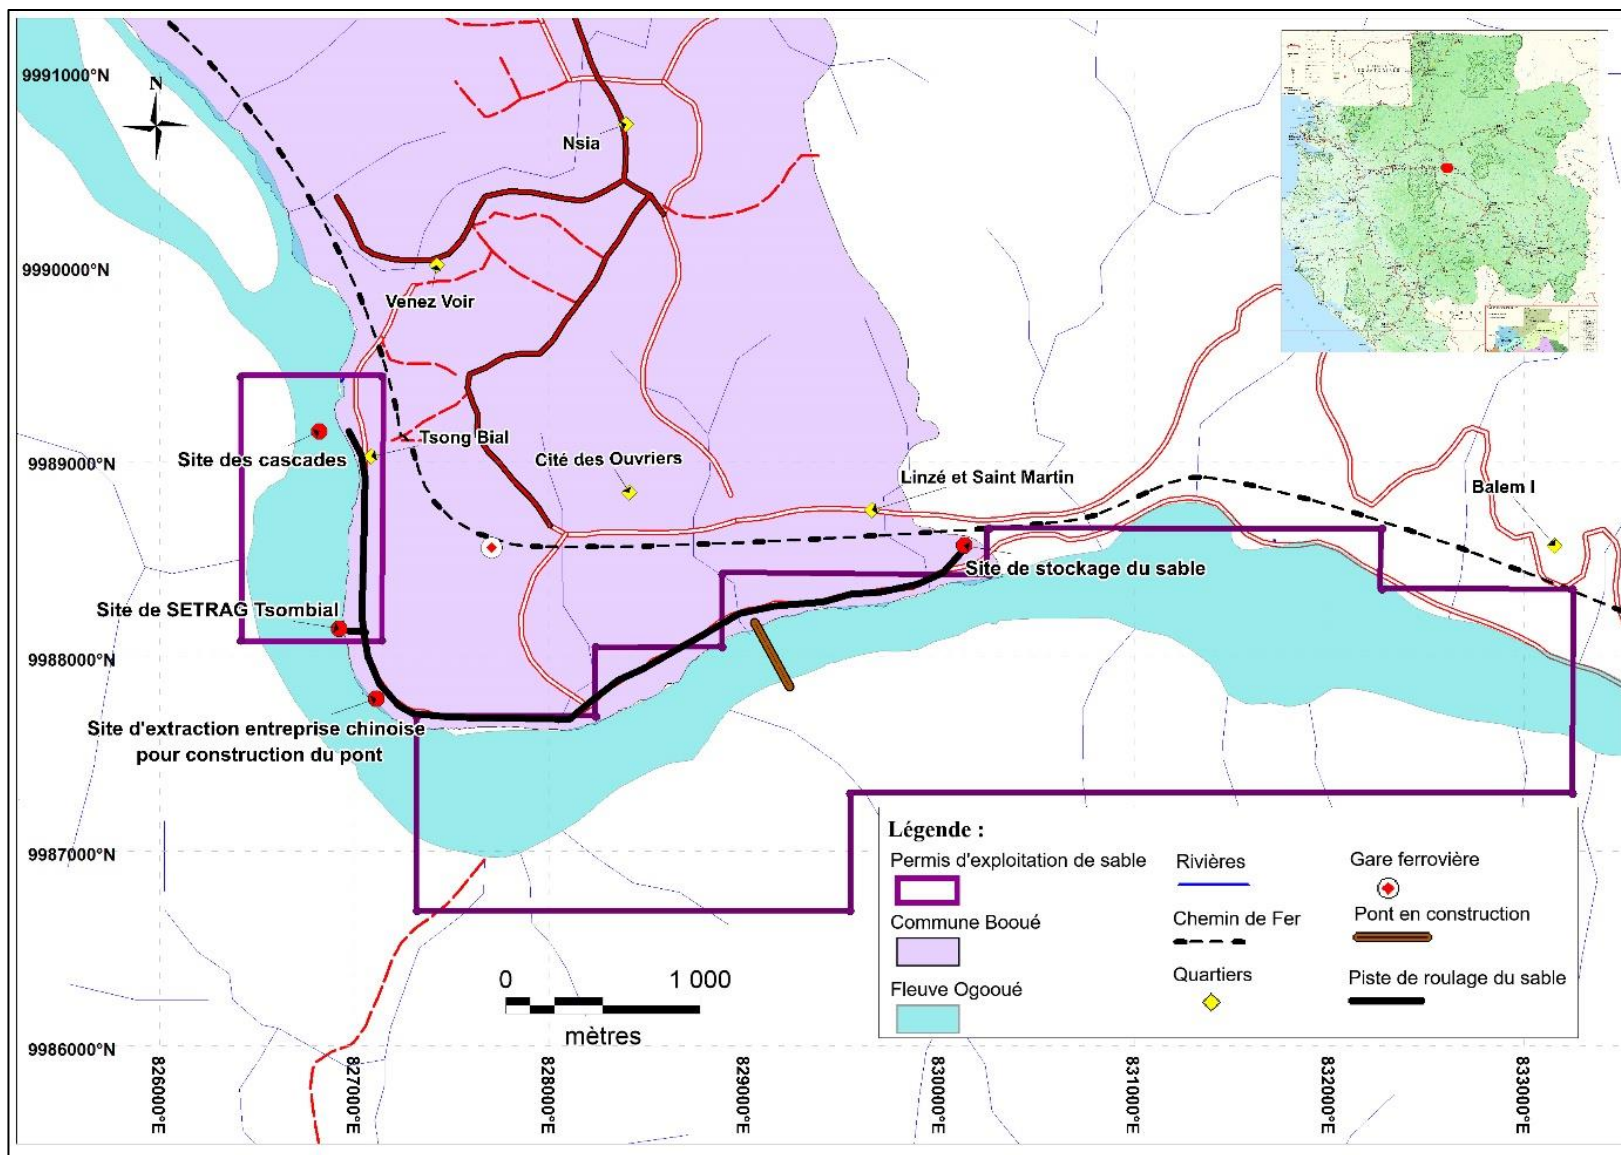 9991000°N
N
Nsia
9990000°N
Venez Voir
Tsong Bial
9989000°N
Site des cascades
Cité des Ouvriers
Linzé et Saint Martin
Balem I
Site de stockage du sable
Site de SETRAG Tsombial
9988000°N
Site d'extraction entreprise chinoise
pour construction du pont
9987000°N
Légende :
Permis d'exploitation de sable
Rivières
Gare ferrovière
Commune Booué
Chemin de Fer
Pont en construction
Fleuve Ogooué
Quartiers
Piste de roulage du sable
0 1 000
mètres
9986000°N
826000°E
827000°E
828000°E
829000°E
830000°E
831000°E
832000°E
833000°E